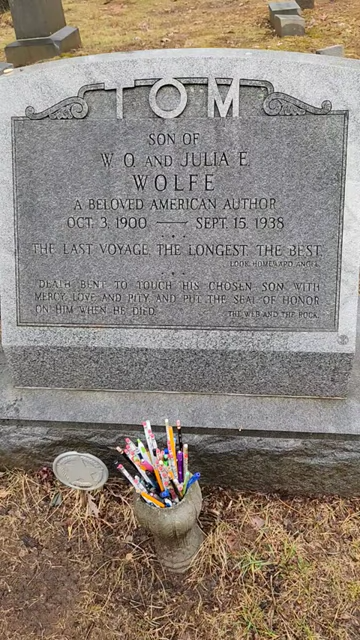 TOM
SON OF
W. O. AND JULIA E.
WOLFE
A BELOVED AMERICAN AUTHOR
OCT. 3, 1900 — SEPT. 15, 1938
THE LAST VOYAGE, THE LONGEST, THE BEST.
LOOK HOMEWARD ANGEL
"DEATH BENT TO TOUCH HIS CHOSEN SON WITH
MERCY, LOVE AND PITY AND PUT THE SEAL OF HONOR
ON HIM WHEN HE DIED."
THE WEB AND THE ROCK